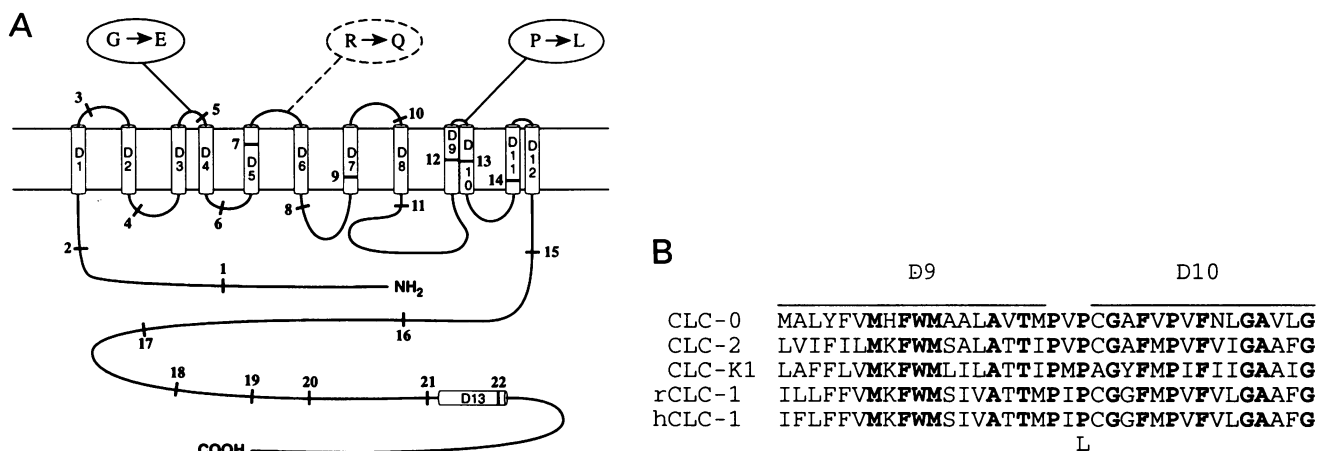 A
G → E
R → Q
P → L
3
5
10
D1
D2
D3
D4
7
D5
D6
D7
9
D8
D9
12
D10
13
D11
14
D12
4
6
8
11
2
15
1
NH2
17
16
18
19
20
21
22
D13
COOH
B
D9 D10
CLC-0 MALYFVMHFWMAALAVTMPVPCGAFVPVFNLGAVLG
CLC-2 LVIFILMKFWMSALATTIPVPCGAFMPVFVIGAAFG
CLC-K1 LAFFLVMKFWMLILATTIPMPAGYFMPIFIIGAAIG
rCLC-1 ILLFFVMKFWMSIVATTMPIPCGGFMPVFVLGAAFG
hCLC-1 IFLFFVMKFWMSIVATTMPIPCGGFMPVFVLGAAFG
L